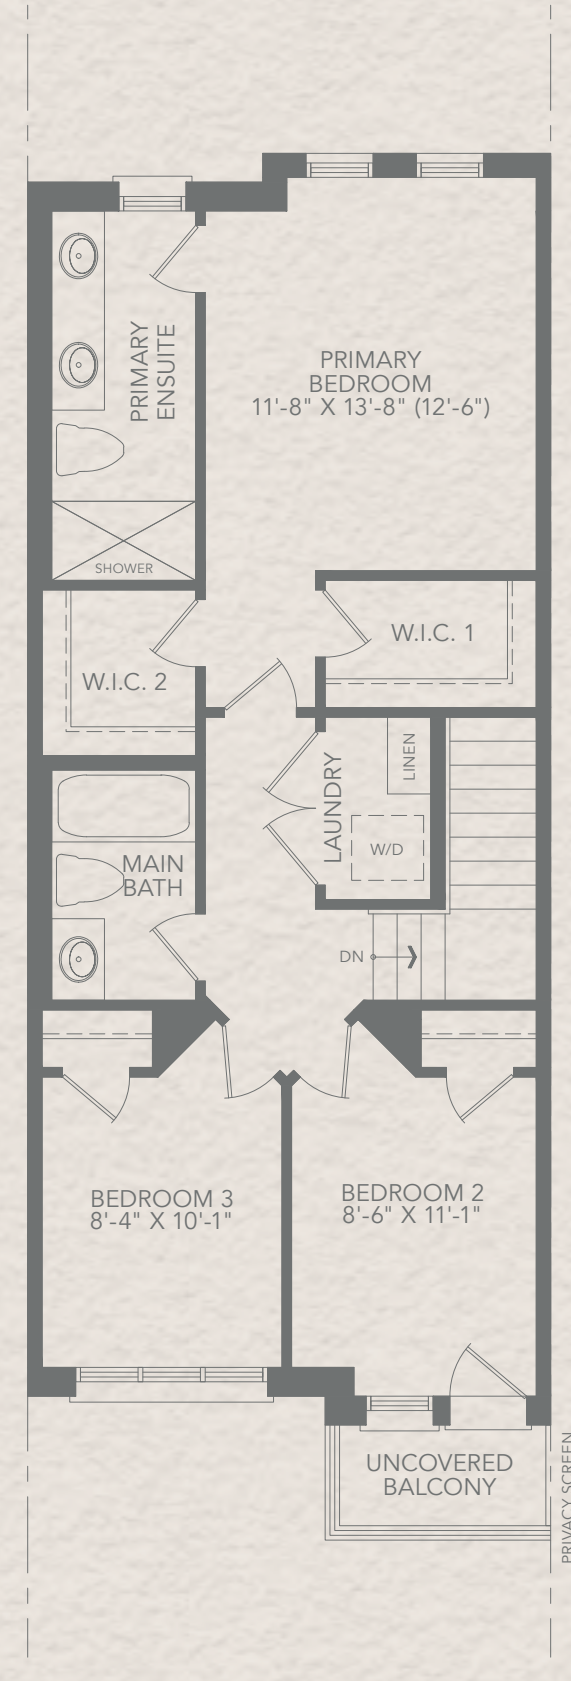 PRIMARY
ENSUITE
PRIMARY
BEDROOM
11'-8" X 13'-8" (12'-6")
SHOWER
W.I.C. 1
W.I.C. 2
LINEN
LAUNDRY
W/D
MAIN
BATH
DN
BEDROOM 3
8'-4" X 10'-1"
BEDROOM 2
8'-6" X 11'-1"
UNCOVERED
BALCONY
PRIVACY SCREEN